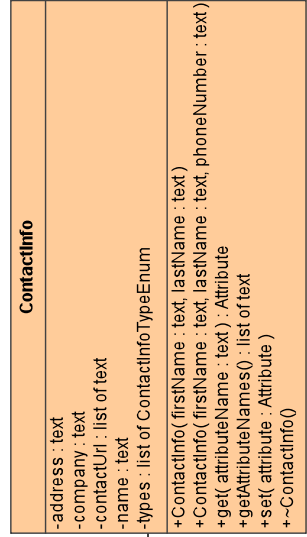 ContactInfo
-address : text
-company : text
-contactUrl : list of text
-name : text
-types : list of ContactInfoTypeEnum
+ContactInfo( firstName : text, lastName : text )
+ContactInfo( firstName : text, lastName : text, phoneNumber : text )
+get( attributeName : text ) : Attribute
+getAttributeNames() : list of text
+set( attribute : Attribute )
+~ContactInfo()